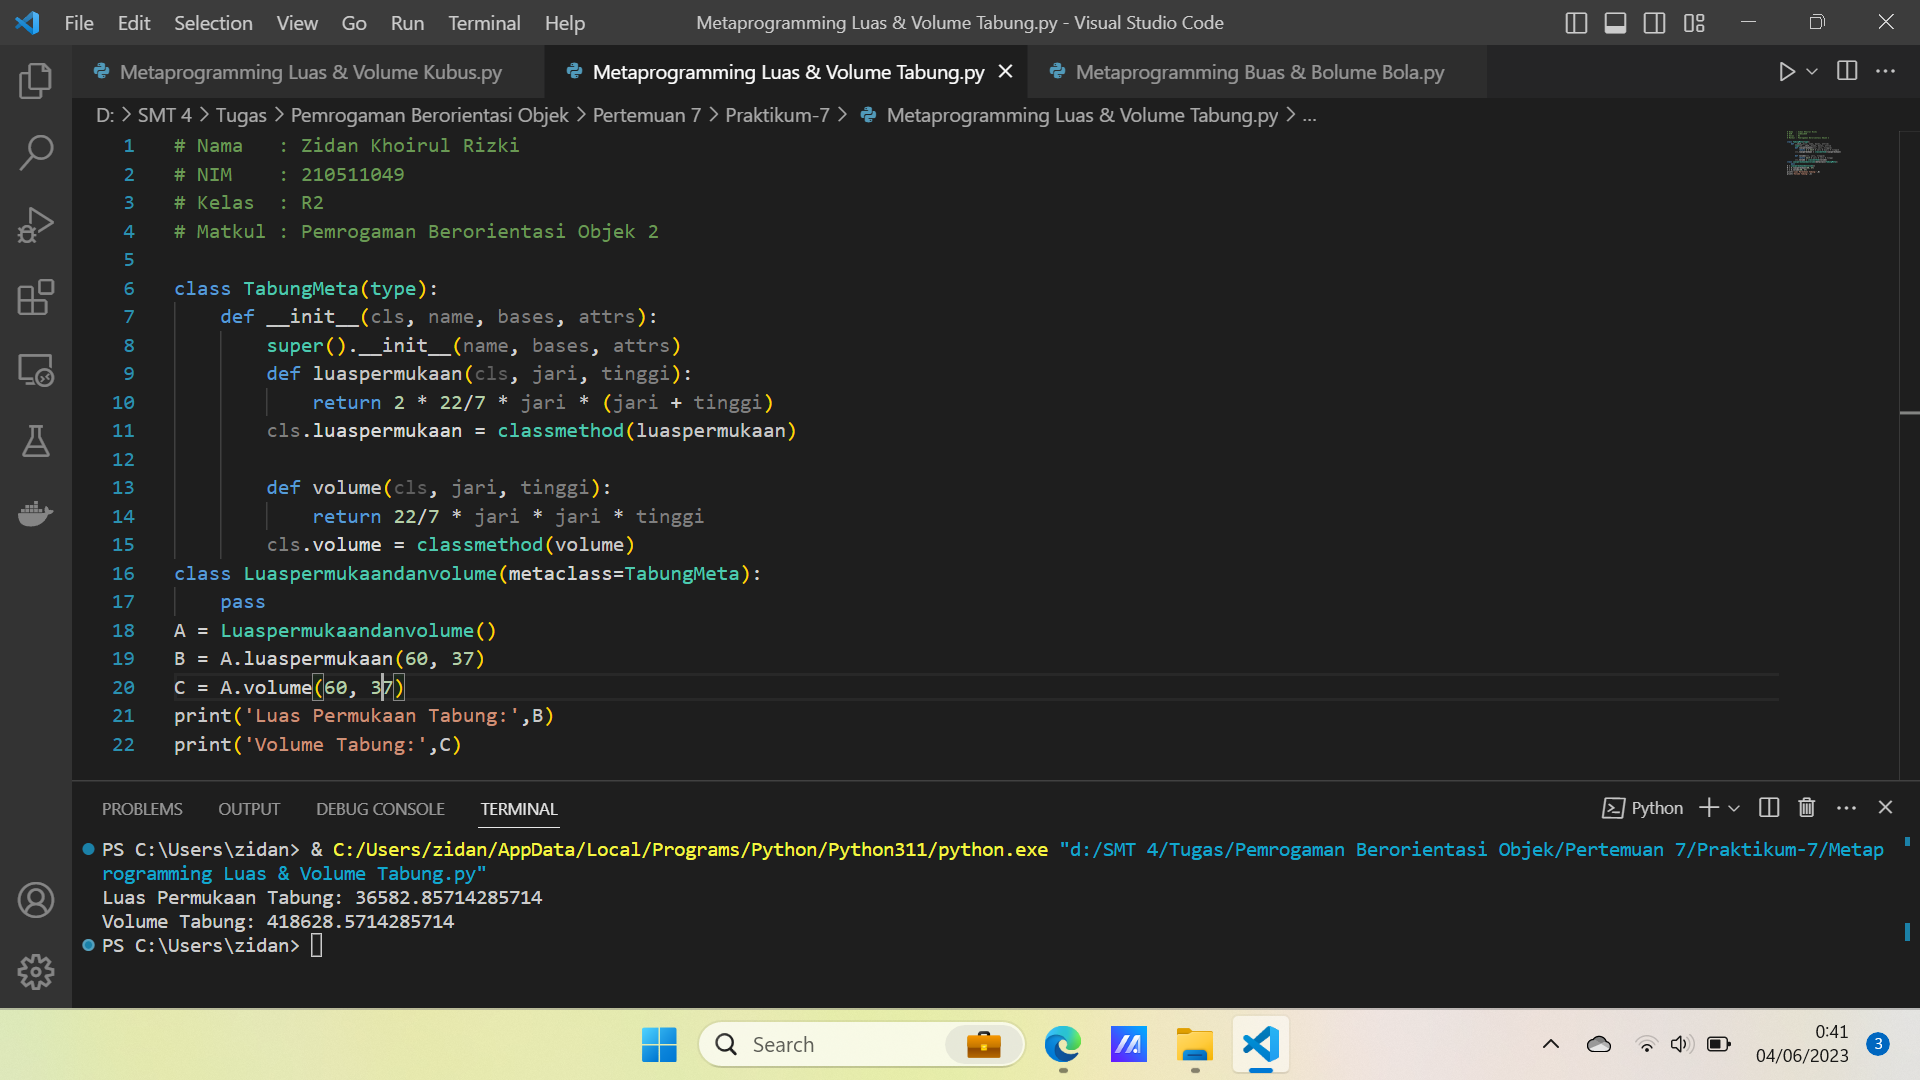 File Edit Selection View Go Run Terminal Help Metaprogramming Luas & Volume Tabung.py - Visual Studio Code
Metaprogramming Luas & Volume Kubus.py Metaprogramming Luas & Volume Tabung.py Metaprogramming Buas & Bolume Bola.py
D: > SMT 4 > Tugas > Pemrogaman Berorientasi Objek > Pertemuan 7 > Praktikum-7 > Metaprogramming Luas & Volume Tabung.py > ...
1 # Nama   : Zidan Khoirul Rizki
2 # NIM    : 210511049
3 # Kelas  : R2
4 # Matkul : Pemrogaman Berorientasi Objek 2
5
6 class TabungMeta(type):
7     def __init__(cls, name, bases, attrs):
8         super().__init__(name, bases, attrs)
9         def luaspermukaan(cls, jari, tinggi):
10             return 2 * 22/7 * jari * (jari + tinggi)
11         cls.luaspermukaan = classmethod(luaspermukaan)
12
13         def volume(cls, jari, tinggi):
14             return 22/7 * jari * jari * tinggi
15         cls.volume = classmethod(volume)
16 class Luaspermukaandanvolume(metaclass=TabungMeta):
17     pass
18 A = Luaspermukaandanvolume()
19 B = A.luaspermukaan(60, 37)
20 C = A.volume(60, 37)
21 print('Luas Permukaan Tabung:',B)
22 print('Volume Tabung:',C)
PROBLEMS OUTPUT DEBUG CONSOLE TERMINAL Python
PS C:\Users\zidan> & C:/Users/zidan/AppData/Local/Programs/Python/Python311/python.exe "d:/SMT 4/Tugas/Pemrogaman Berorientasi Objek/Pertemuan 7/Praktikum-7/Metap
rogramming Luas & Volume Tabung.py"
Luas Permukaan Tabung: 36582.85714285714
Volume Tabung: 418628.5714285714
PS C:\Users\zidan>
Search
0:41
04/06/2023
3